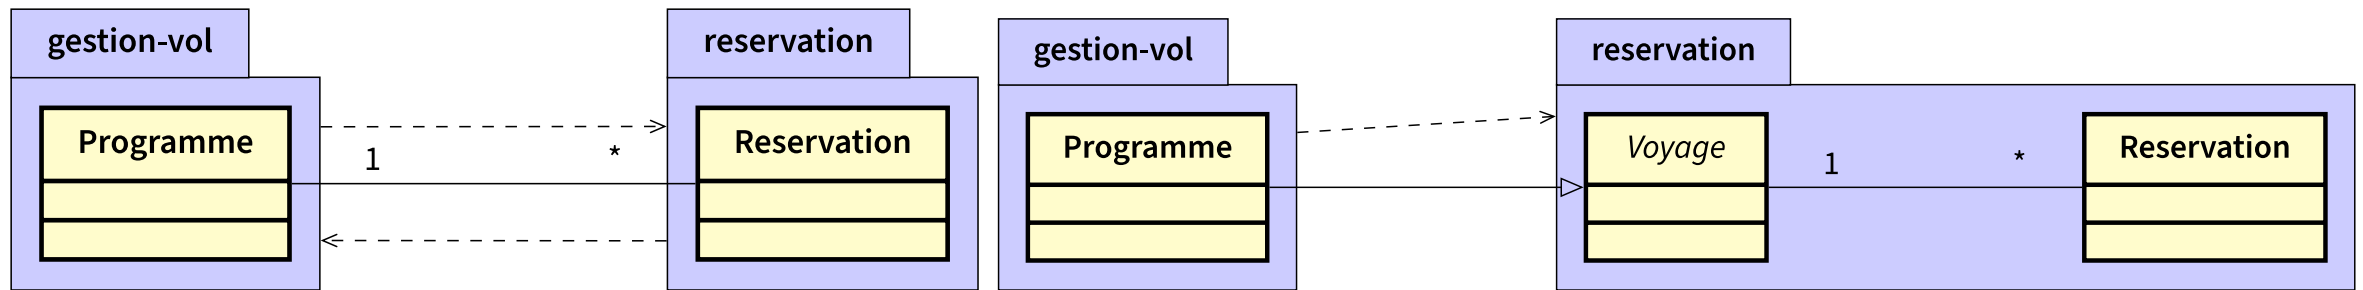 gestion-vol
Programme
1
*
reservation
Reservation
gestion-vol
Programme
reservation
Voyage
1
*
Reservation